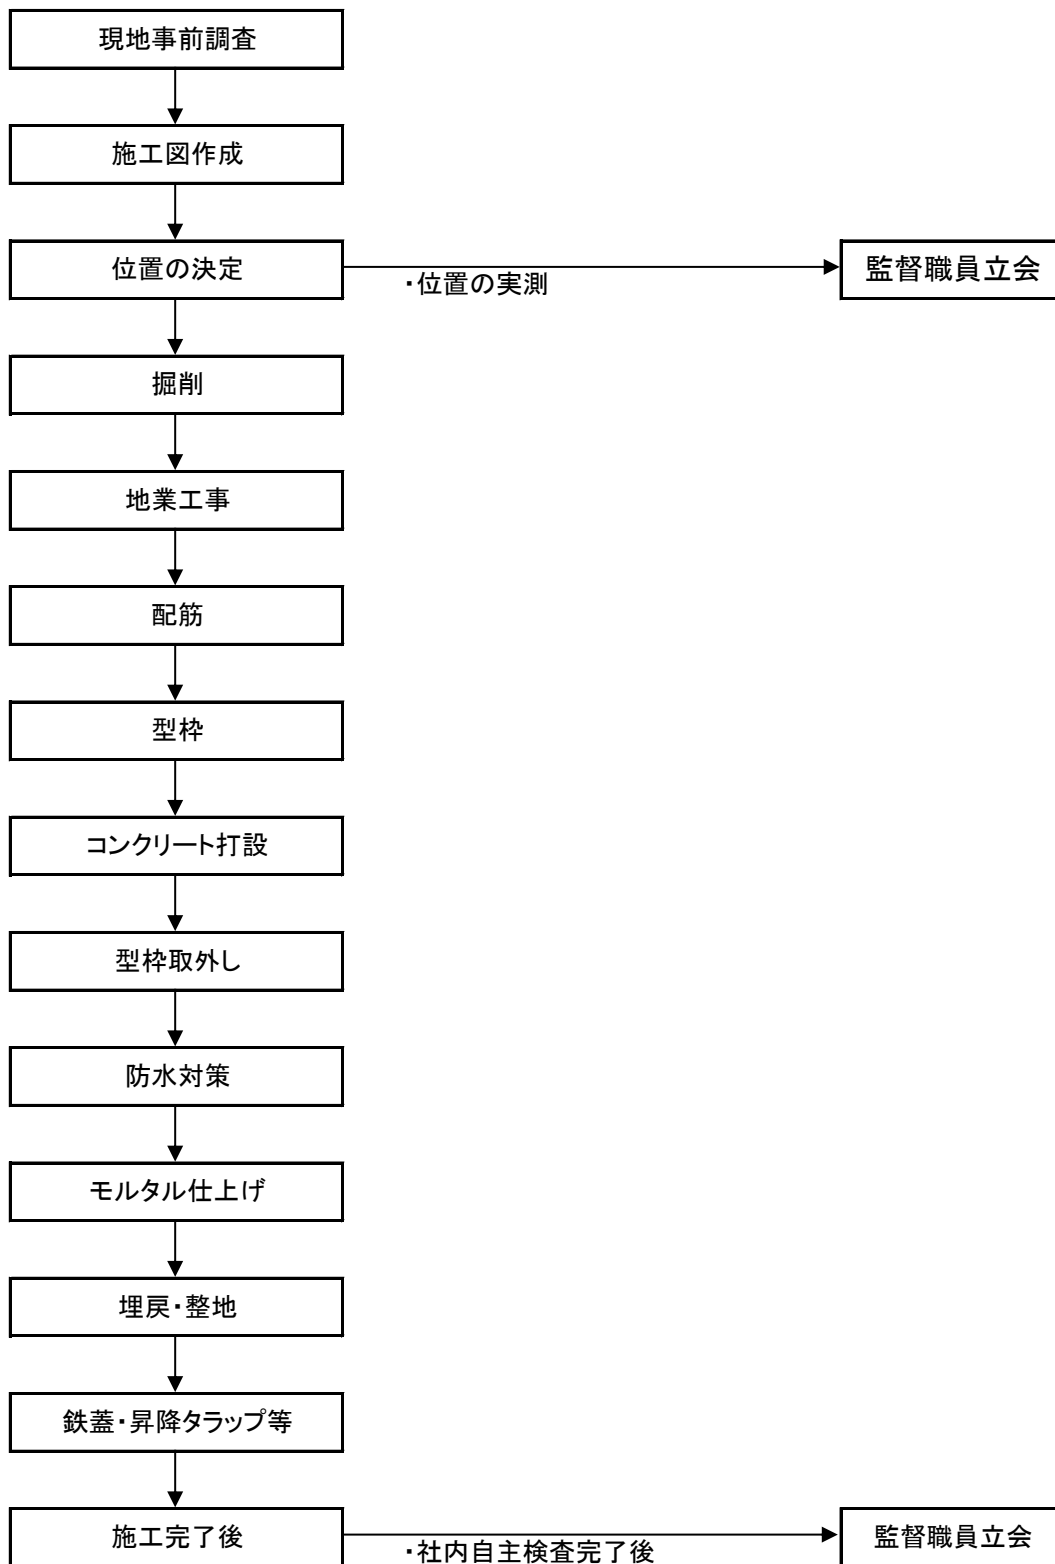 現地事前調査
施工図作成
位置の決定
・位置の実測
監督職員立会
掘削
地業工事
配筋
型枠
コンクリート打設
型枠取外し
防水対策
モルタル仕上げ
埋戻・整地
鉄蓋・昇降タラップ等
施工完了後
・社内自主検査完了後
監督職員立会